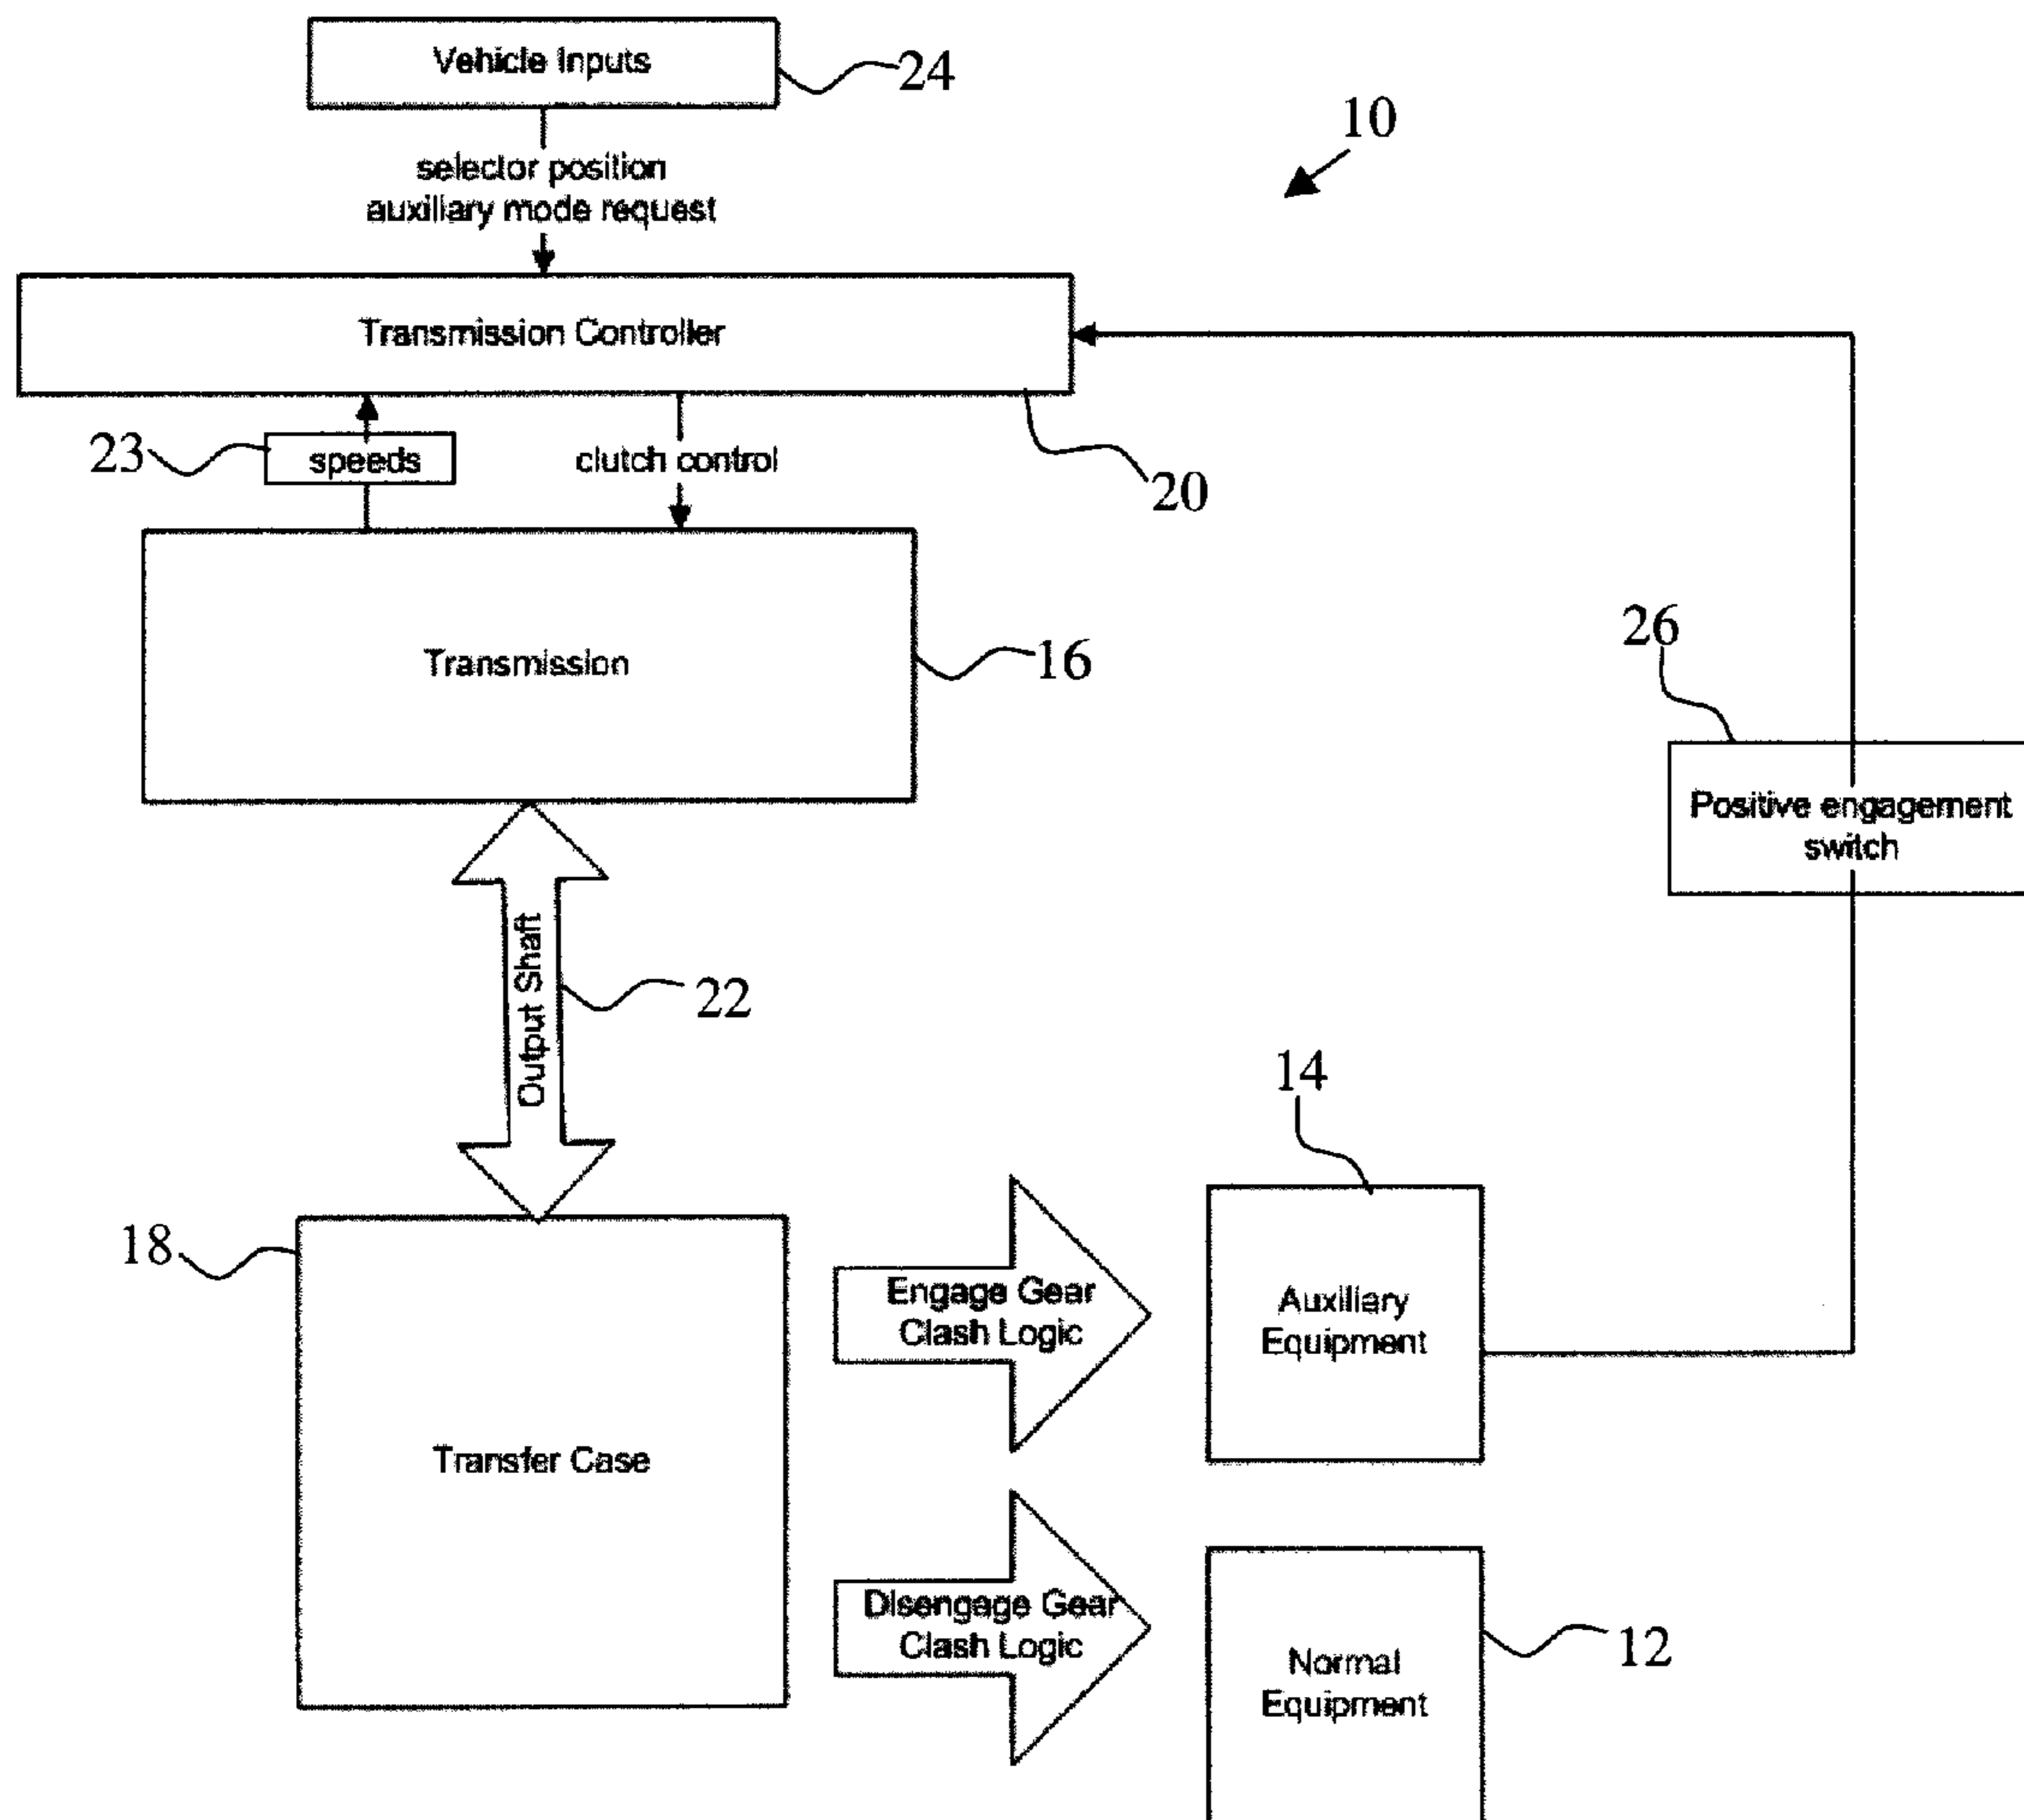 Vehicle Inputs
24
10
selector position
auxiliary mode request
Transmission Controller
23
speeds
clutch control
20
Transmission
16
26
Positive engagement
switch
Output Shaft
22
14
18
Engage Gear
Clash Logic
Auxiliary
Equipment
Transfer Case
Disengage Gear
Clash Logic
Normal
Equipment
12